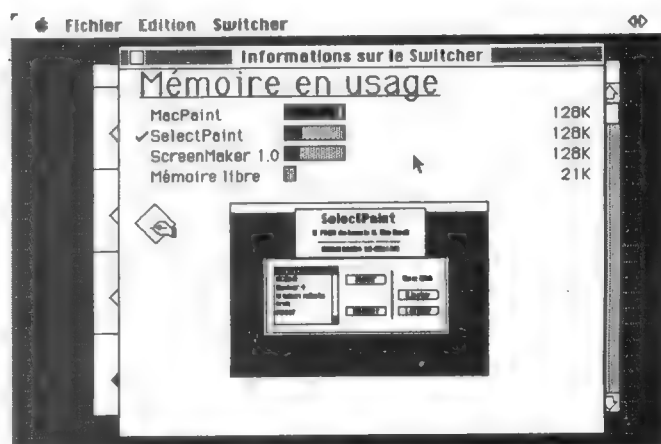 Fichier Edition Switcher
Informations sur le Switcher
Mémoire en usage
MacPaint 128K
✓SelectPaint 128K
ScreenMaker 1.0 128K
Mémoire libre 21K
SelectPaint